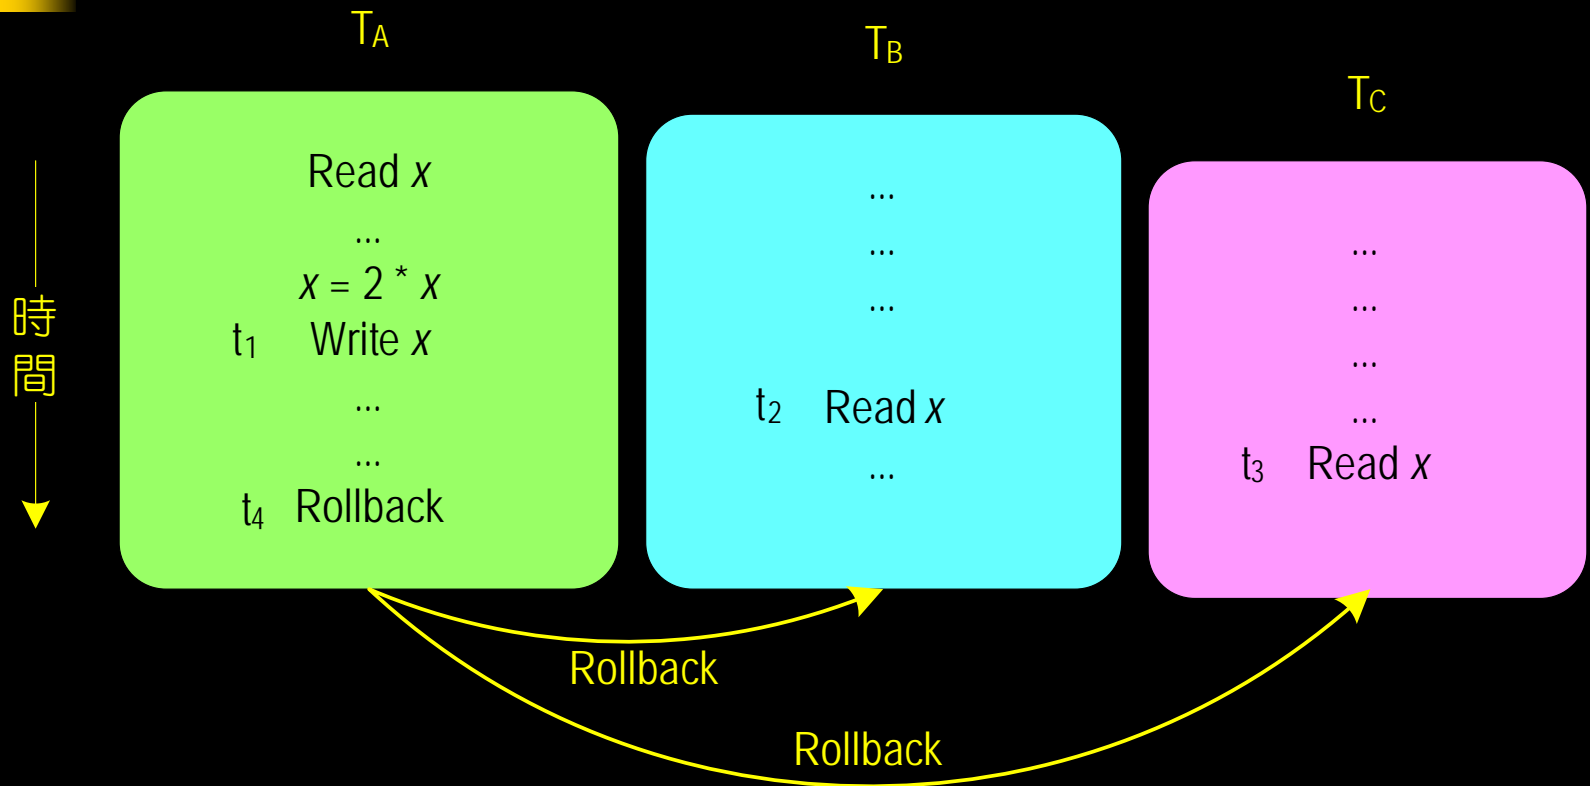 時
間
TA
Read x
...
x = 2 * x
t1 Write x
...
...
t4 Rollback
TB
...
...
...
t2 Read x
...
TC
...
...
...
...
t3 Read x
Rollback
Rollback